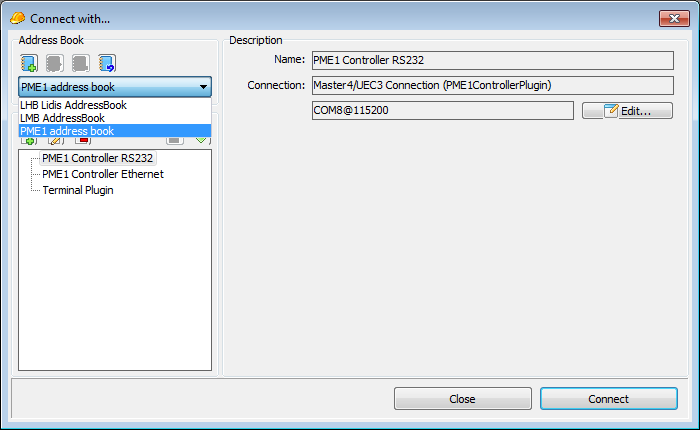 Connect with...
Address Book
PME1 address book
LHB Lidis AddressBook
LMB AddressBook
PME1 address book
PME1 Controller RS232
PME1 Controller Ethernet
Terminal Plugin
Description
Name: PME1 Controller RS232
Connection: Master4/UEC3 Connection (PME1ControllerPlugin)
COM8@115200 Edit...
Close Connect